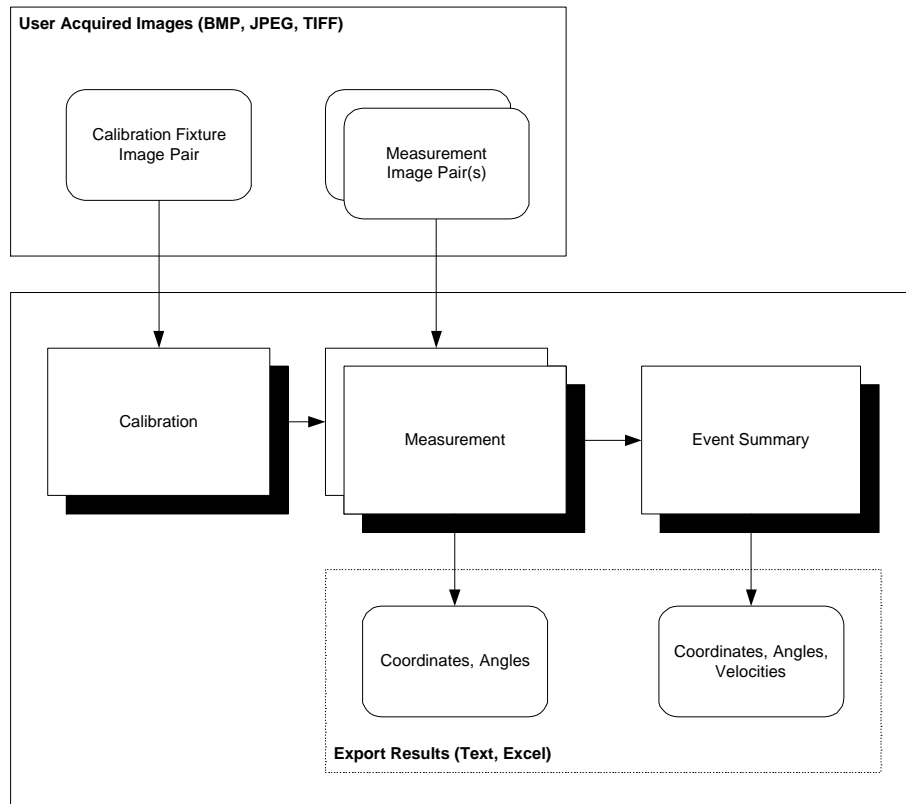 User Acquired Images (BMP, JPEG, TIFF)
Calibration Fixture
Image Pair
Measurement
Image Pair(s)
Calibration
Measurement
Event Summary
Coordinates, Angles
Coordinates, Angles,
Velocities
Export Results (Text, Excel)